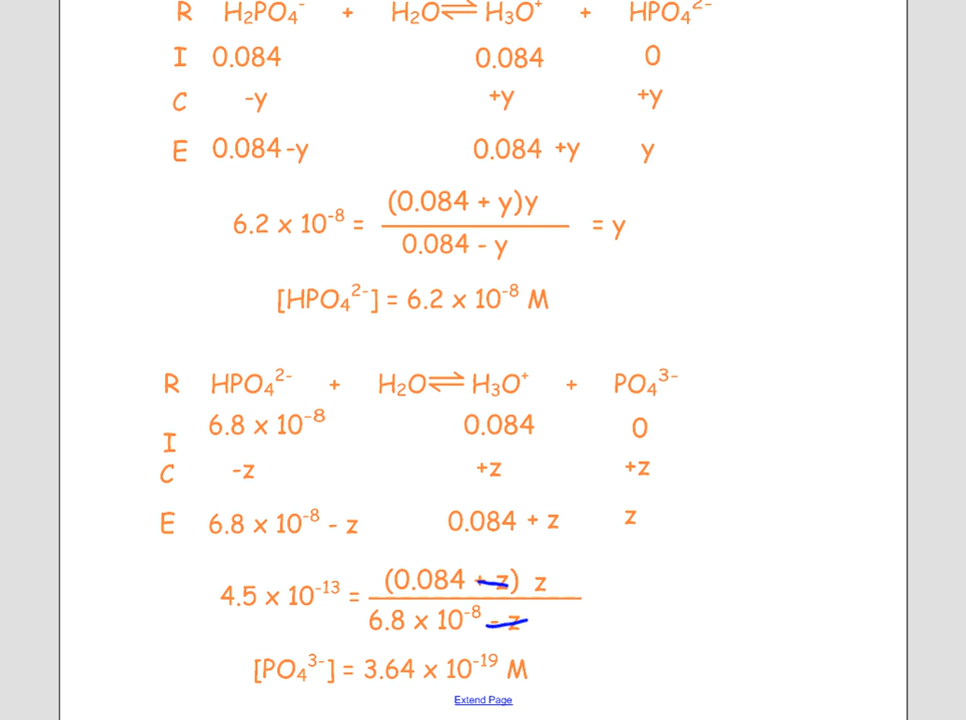 R H₂PO₄⁻ + H₂O ⇌ H₃O⁺ + HPO₄²⁻
I 0.084 0.084 0
C -y +y +y
E 0.084-y 0.084 +y y
6.2 x 10⁻⁸ = (0.084 + y)y / 0.084 - y = y
[HPO₄²⁻] = 6.2 x 10⁻⁸ M
R HPO₄²⁻ + H₂O ⇌ H₃O⁺ + PO₄³⁻
I 6.8 x 10⁻⁸ 0.084 0
C -z +z +z
E 6.8 x 10⁻⁸ - z 0.084 + z z
4.5 x 10⁻¹³ = (0.084 + z) z / 6.8 x 10⁻⁸ - z
[PO₄³⁻] = 3.64 x 10⁻¹⁹ M
Extend Page